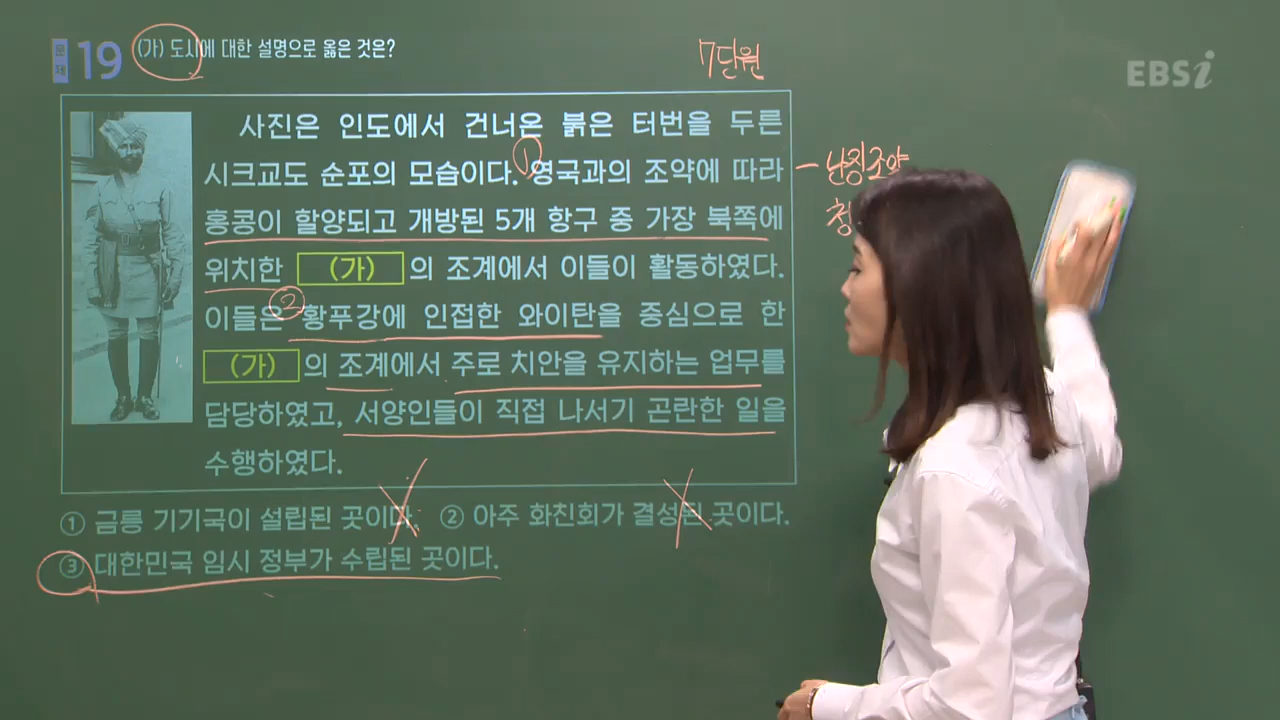 문제 19 (가) 도시에 대한 설명으로 옳은 것은?
7단원
EBSi
사진은 인도에서 건너온 붉은 터번을 두른
시크교도 순포의 모습이다. ① 영국과의 조약에 따라
- 난징조약
홍콩이 할양되고 개방된 5개 항구 중 가장 북쪽에
청
위치한 (가) 의 조계에서 이들이 활동하였다.
이들은 ② 황푸강에 인접한 와이탄을 중심으로 한
(가) 의 조계에서 주로 치안을 유지하는 업무를
담당하였고, 서양인들이 직접 나서기 곤란한 일을
수행하였다.
① 금릉 기기국이 설립된 곳이다. ② 아주 화친회가 결성된 곳이다.
③ 대한민국 임시 정부가 수립된 곳이다.